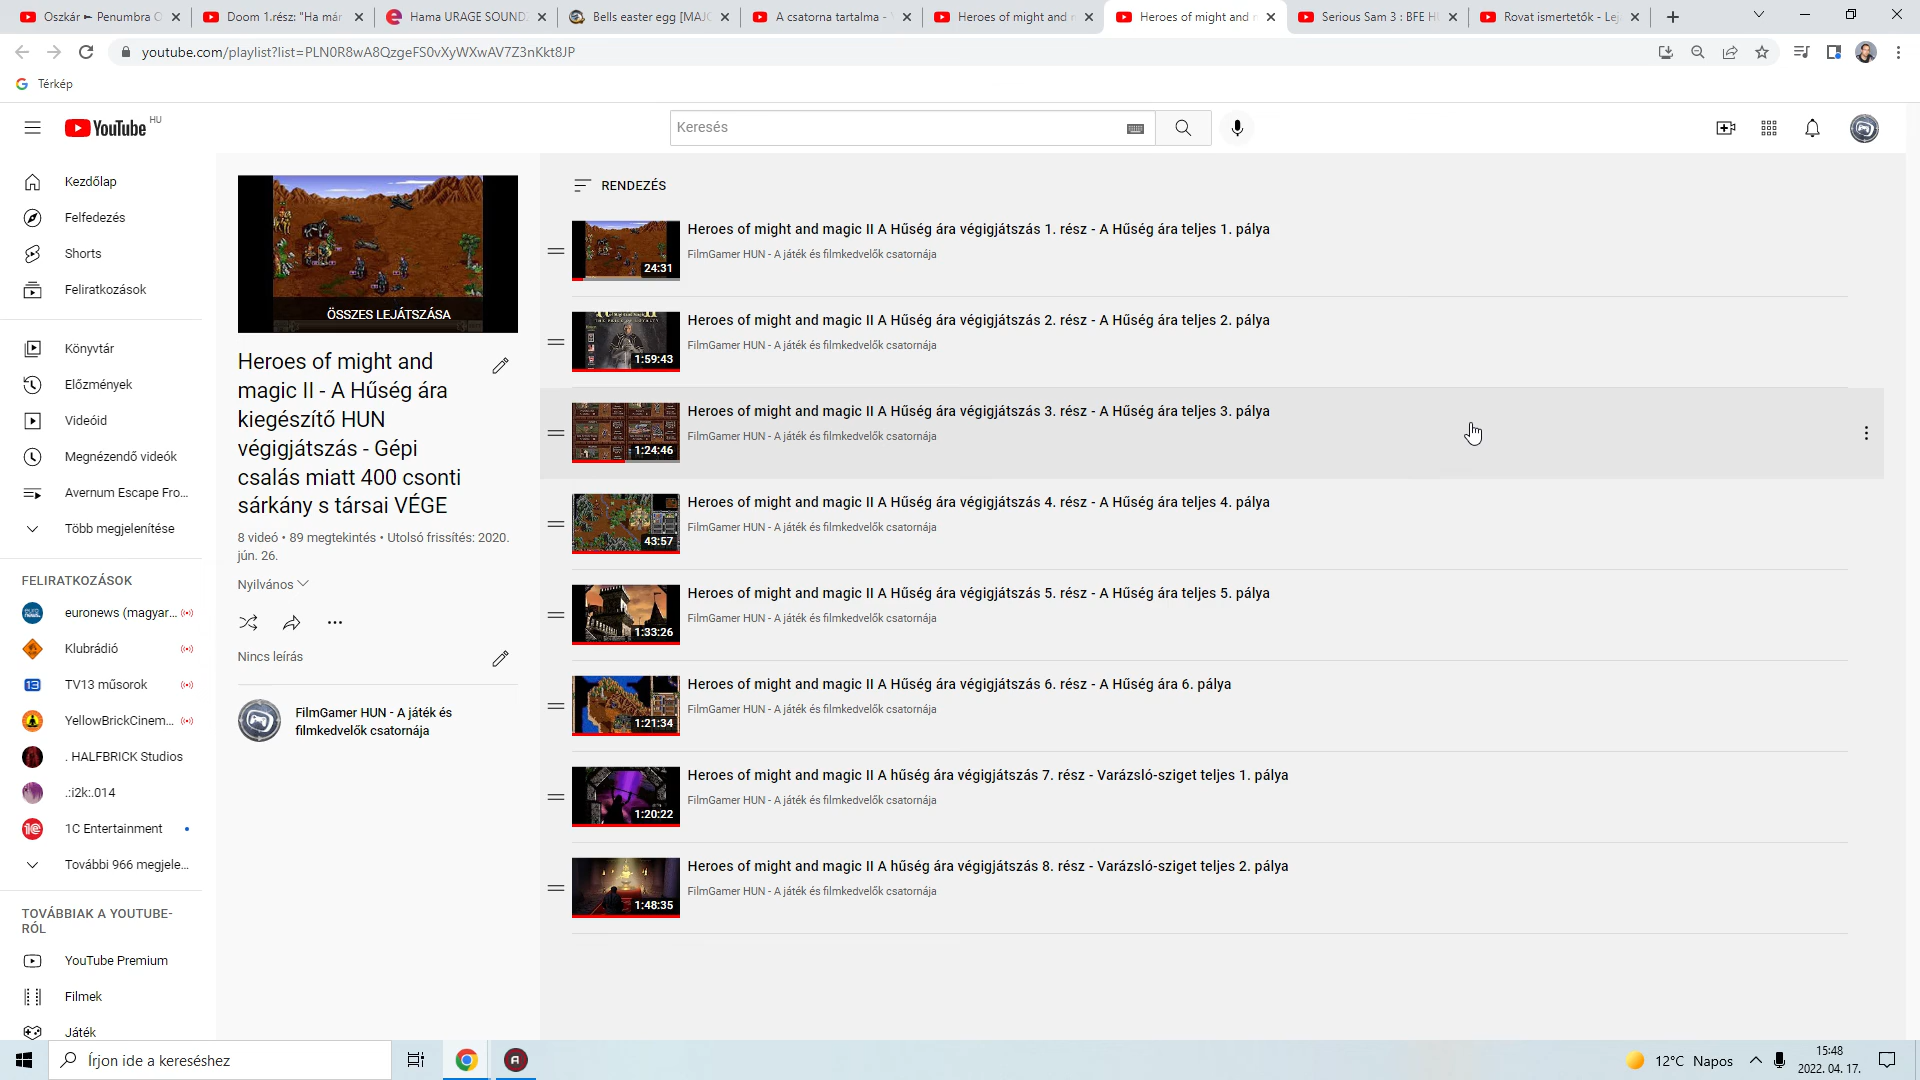 Oszkár ► Penumbra O
Doom 1.rész: "Ha már
Hama URAGE SOUNDZ
Bells easter egg [MAJO
A csatorna tartalma - Y
Heroes of might and m
Heroes of might and m
Serious Sam 3 : BFE HU
Rovat ismertetők - Lej
youtube.com/playlist?list=PLN0R8wA8QzgeFS0vXyWXwAV7Z3nKkt8JP
Térkép
YouTube HU
Keresés
Kezdőlap
Felfedezés
Shorts
Feliratkozások
Könyvtár
Előzmények
Videóid
Megnézendő videók
Avernum Escape Fro...
Több megjelenítése
FELIRATKOZÁSOK
euronews (magyar...
Klubrádió
TV13 műsorok
YellowBrickCinem...
. HALFBRICK Studios
.:i2k:.014
1C Entertainment
További 966 megjele...
TOVÁBBIAK A YOUTUBE-
RÓL
YouTube Premium
Filmek
Játék
ÖSSZES LEJÁTSZÁSA
Heroes of might and
magic II - A Hűség ára
kiegészítő HUN
végigjátszás - Gépi
csalás miatt 400 csonti
sárkány s társai VÉGE
8 videó • 89 megtekintés • Utolsó frissítés: 2020.
jún. 26.
Nyilvános
Nincs leírás
FilmGamer HUN - A játék és
filmkedvelők csatornája
RENDEZÉS
24:31
Heroes of might and magic II A Hűség ára végigjátszás 1. rész - A Hűség ára teljes 1. pálya
FilmGamer HUN - A játék és filmkedvelők csatornája
1:59:43
Heroes of might and magic II A Hűség ára végigjátszás 2. rész - A Hűség ára teljes 2. pálya
FilmGamer HUN - A játék és filmkedvelők csatornája
1:24:46
Heroes of might and magic II A Hűség ára végigjátszás 3. rész - A Hűség ára teljes 3. pálya
FilmGamer HUN - A játék és filmkedvelők csatornája
43:57
Heroes of might and magic II A Hűség ára végigjátszás 4. rész - A Hűség ára teljes 4. pálya
FilmGamer HUN - A játék és filmkedvelők csatornája
1:33:26
Heroes of might and magic II A Hűség ára végigjátszás 5. rész - A Hűség ára teljes 5. pálya
FilmGamer HUN - A játék és filmkedvelők csatornája
1:21:34
Heroes of might and magic II A Hűség ára végigjátszás 6. rész - A Hűség ára 6. pálya
FilmGamer HUN - A játék és filmkedvelők csatornája
1:20:22
Heroes of might and magic II A hűség ára végigjátszás 7. rész - Varázsló-sziget teljes 1. pálya
FilmGamer HUN - A játék és filmkedvelők csatornája
1:48:35
Heroes of might and magic II A hűség ára végigjátszás 8. rész - Varázsló-sziget teljes 2. pálya
FilmGamer HUN - A játék és filmkedvelők csatornája
Írjon ide a kereséshez
12°C Napos
15:48
2022. 04. 17.